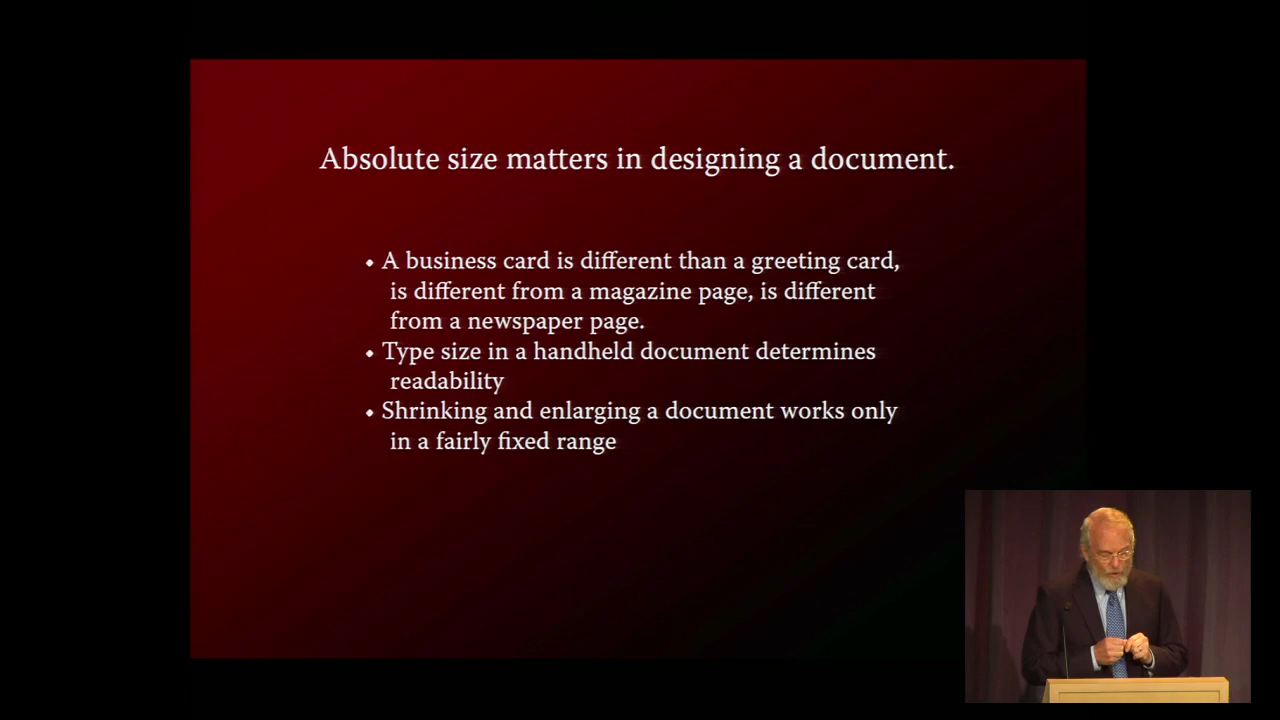 Absolute size matters in designing a document.
• A business card is different than a greeting card,
is different from a magazine page, is different
from a newspaper page.
• Type size in a handheld document determines
readability
• Shrinking and enlarging a document works only
in a fairly fixed range